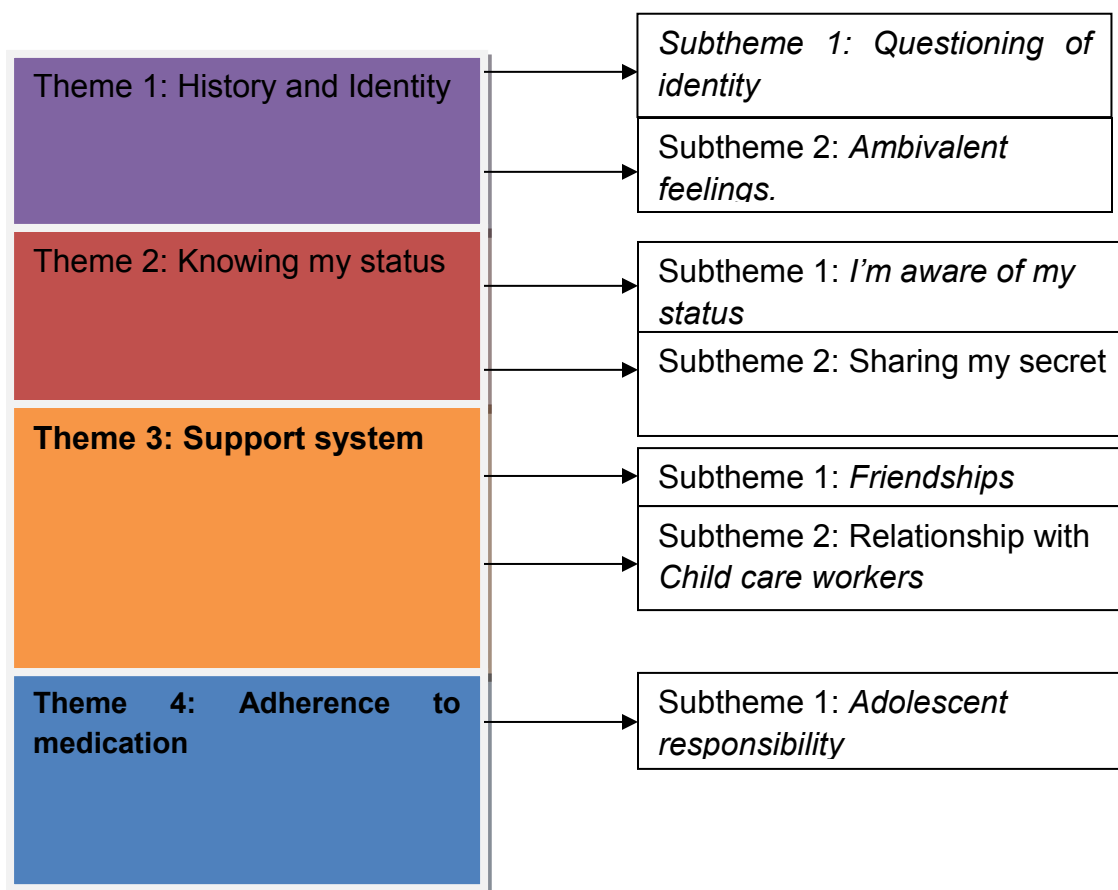 Theme 1: History and Identity
Subtheme 1: Questioning of
identity
Subtheme 2: Ambivalent
feelings.
Theme 2: Knowing my status
Subtheme 1: I’m aware of my
status
Subtheme 2: Sharing my secret
Theme 3: Support system
Subtheme 1: Friendships
Subtheme 2: Relationship with
Child care workers
Theme 4: Adherence to
medication
Subtheme 1: Adolescent
responsibility